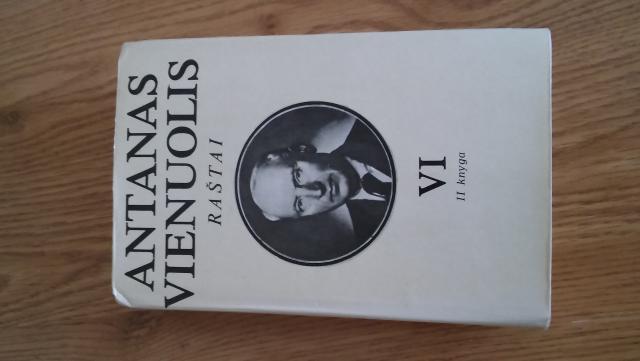 ANTANAS
VIENUOLIS
RAŠTAI
VI
II knyga